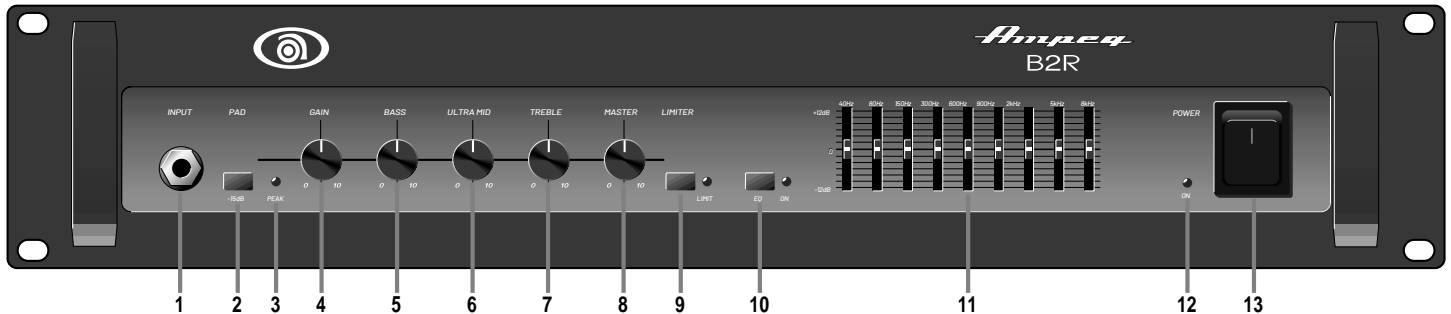 Ampeg
B2R
INPUT PAD GAIN BASS ULTRA MID TREBLE MASTER LIMITER
40Hz 80Hz 150Hz 300Hz 600Hz 900Hz 2kHz 5kHz 8kHz
+12dB
POWER
0
0 10 0 10 0 10 0 10 0 10
-12dB
-15dB PEAK LIMIT EQ ON ON
1 2 3 4 5 6 7 8 9 10 11 12 13